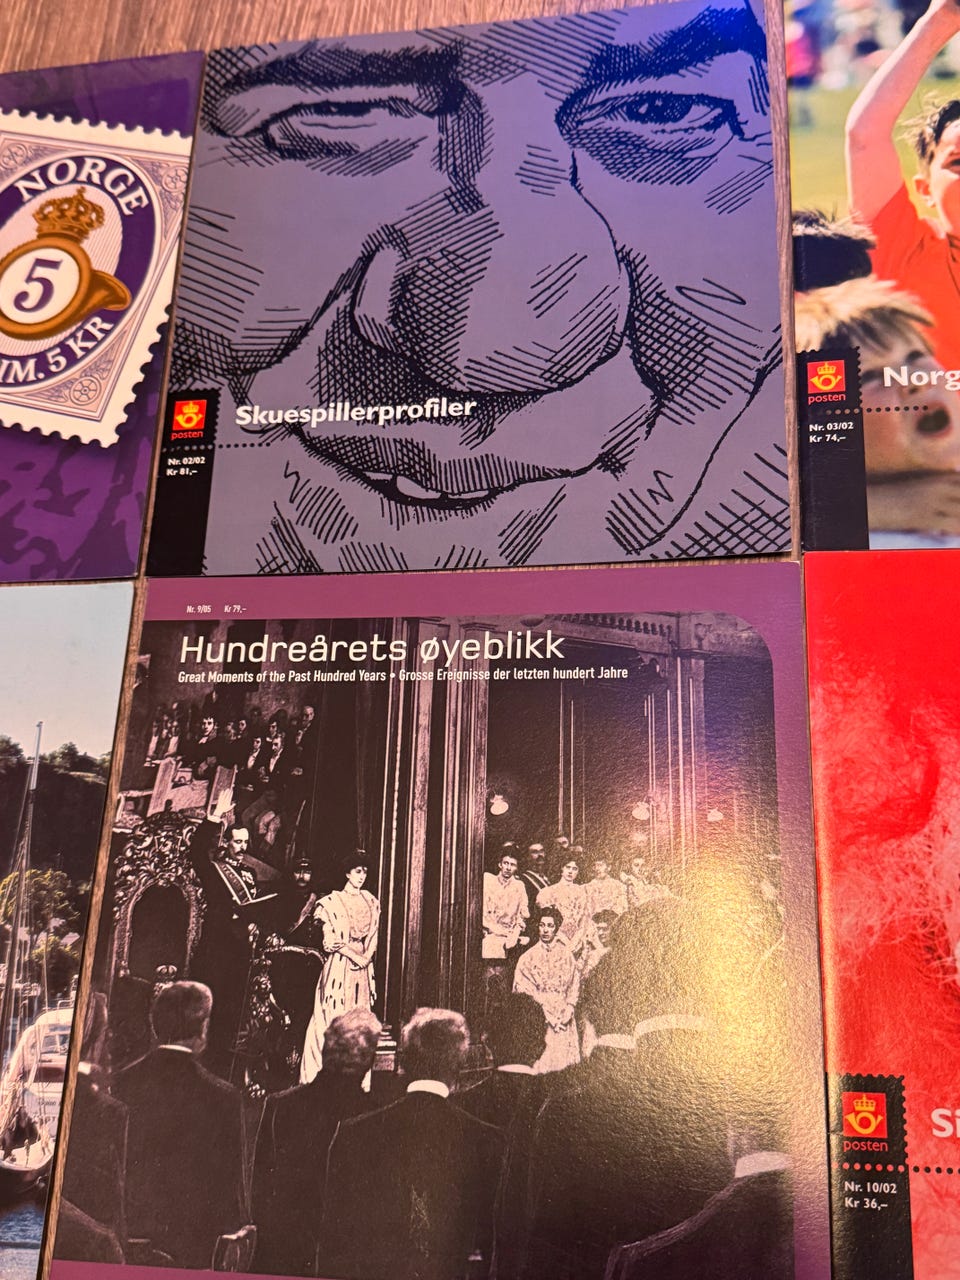 NORGE
5
IM. 5 KR
Skuespillerprofiler
posten
Nr. 02/02
Kr 81,–
Norg
posten
Nr. 03/02
Kr 74,–
Nr. 9/05 Kr 79,–
Hundreårets øyeblikk
Great Moments of the Past Hundred Years • Grosse Ereignisse der letzten hundert Jahre
Si
posten
Nr. 10/02
Kr 36,–